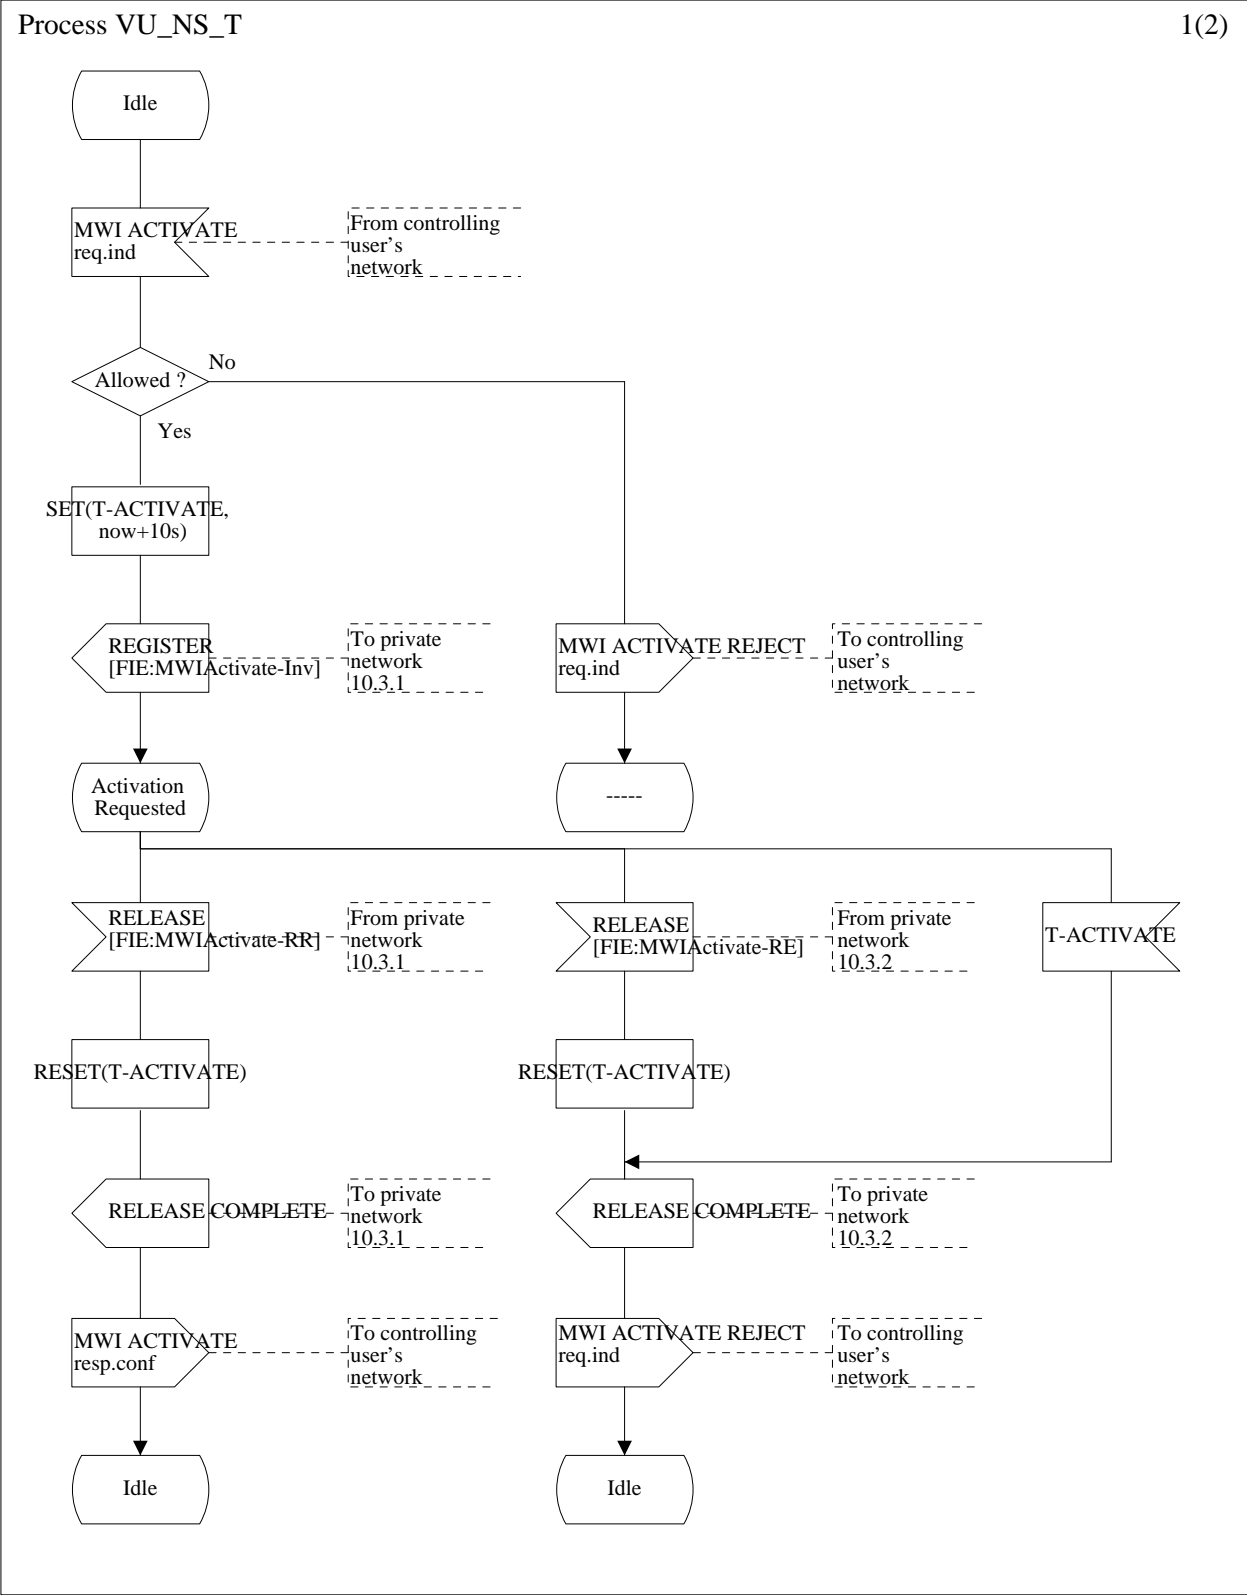 Process VU_NS_T
1(2)
Idle
MWI ACTIVATE
req.ind
From controlling
user's
network
Allowed ?
No
Yes
SET(T-ACTIVATE,
now+10s)
REGISTER
[FIE:MWIActivate-Inv]
To private
network
10.3.1
MWI ACTIVATE REJECT
req.ind
To controlling
user's
network
Activation
Requested
-----
RELEASE
[FIE:MWIActivate-RR]
From private
network
10.3.1
RELEASE
[FIE:MWIActivate-RE]
From private
network
10.3.2
T-ACTIVATE
RESET(T-ACTIVATE)
RESET(T-ACTIVATE)
RELEASE COMPLETE
To private
network
10.3.1
RELEASE COMPLETE
To private
network
10.3.2
MWI ACTIVATE
resp.conf
To controlling
user's
network
MWI ACTIVATE REJECT
req.ind
To controlling
user's
network
Idle
Idle